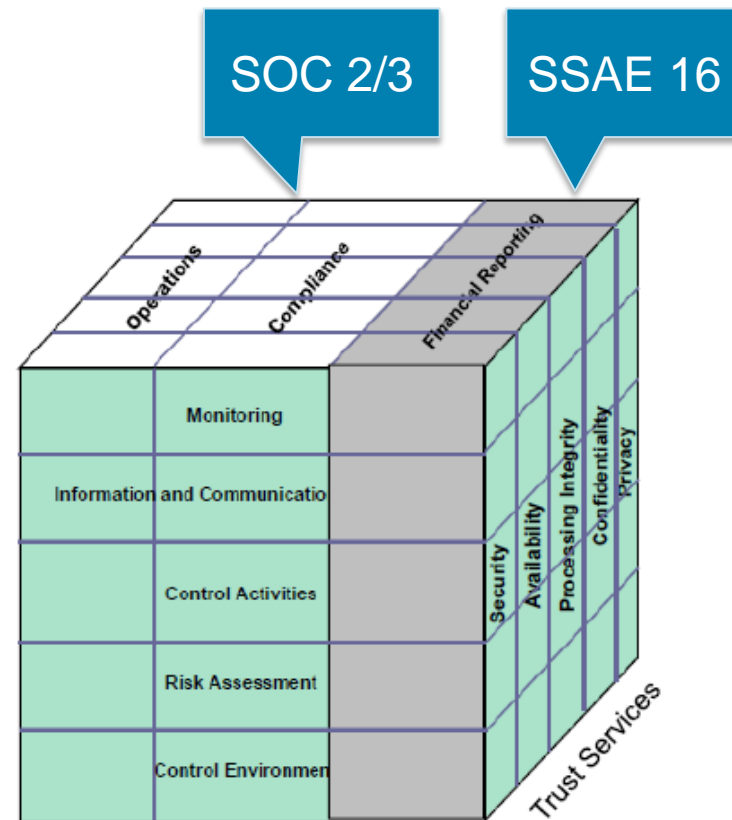 SOC 2/3
SSAE 16
Operations
Compliance
Financial Reporting
Monitoring
Information and Communicatio
Control Activities
Risk Assessment
Control Environmen
Security
Availability
Processing Integrity
Confidentiality
Privacy
Trust Services